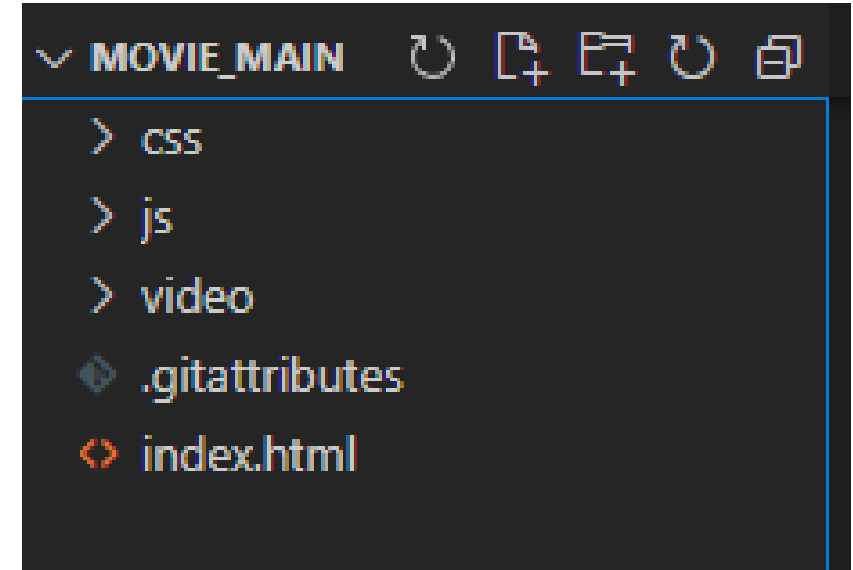 MOVIE_MAIN
css
js
video
.gitattributes
index.html